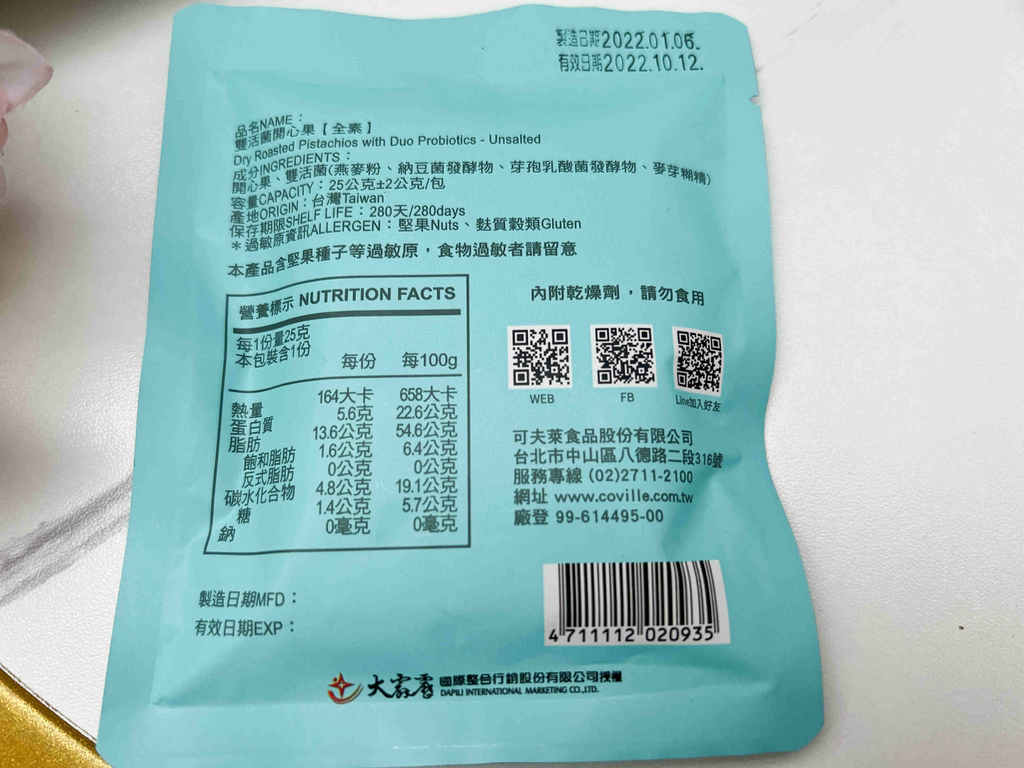 製造日期2022.01.06.
有效日期2022.10.12.
品名NAME：
雙活菌開心果【全素】
Dry Roasted Pistachios with Duo Probiotics - Unsalted
成分INGREDIENTS：
開心果、雙活菌(燕麥粉、納豆菌發酵物、芽孢乳酸菌發酵物、麥芽糊精)
容量CAPACITY：25公克±2公克/包
產地ORIGIN：台灣Taiwan
保存期限SHELF LIFE：280天/280days
＊過敏原資訊ALLERGEN：堅果Nuts、麩質穀類Gluten
本產品含堅果種子等過敏原，食物過敏者請留意
營養標示 NUTRITION FACTS
每1份量25克
本包裝含1份
每份 每100g
熱量 164大卡 658大卡
蛋白質 5.6克 22.6公克
脂肪 13.6公克 54.6公克
飽和脂肪 1.6公克 6.4公克
反式脂肪 0公克 0公克
碳水化合物 4.8公克 19.1公克
糖 1.4公克 5.7公克
鈉 0毫克 0毫克
內附乾燥劑，請勿食用
WEB FB Line加入好友
可夫萊食品股份有限公司
台北市中山區八德路二段316號
服務專線 (02)2711-2100
網址 www.coville.com.tw
廠登 99-614495-00
製造日期MFD：
有效日期EXP：
4 711112 020935
大霹靂 國際整合行銷股份有限公司授權
DAPILI INTERNATIONAL MARKETING CO.,LTD.